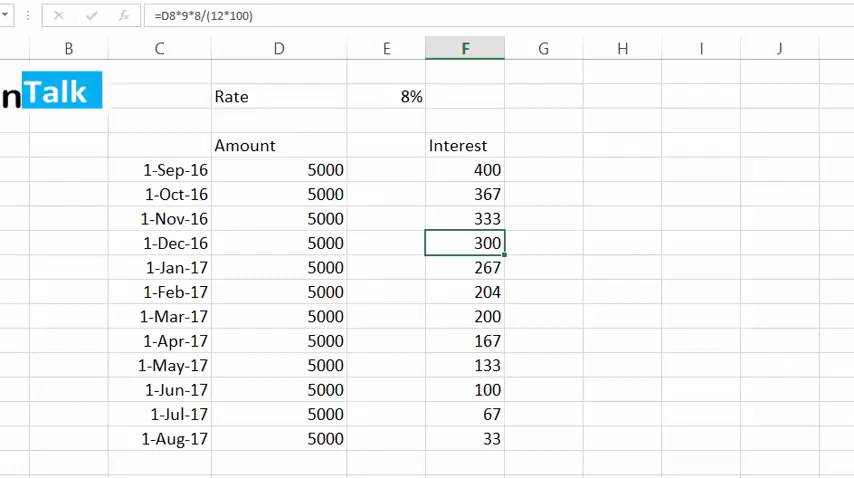 =D8*9*8/(12*100)
B C D E F G H I J
nTalk
Rate 8%
Amount Interest
1-Sep-16 5000 400
1-Oct-16 5000 367
1-Nov-16 5000 333
1-Dec-16 5000 300
1-Jan-17 5000 267
1-Feb-17 5000 204
1-Mar-17 5000 200
1-Apr-17 5000 167
1-May-17 5000 133
1-Jun-17 5000 100
1-Jul-17 5000 67
1-Aug-17 5000 33